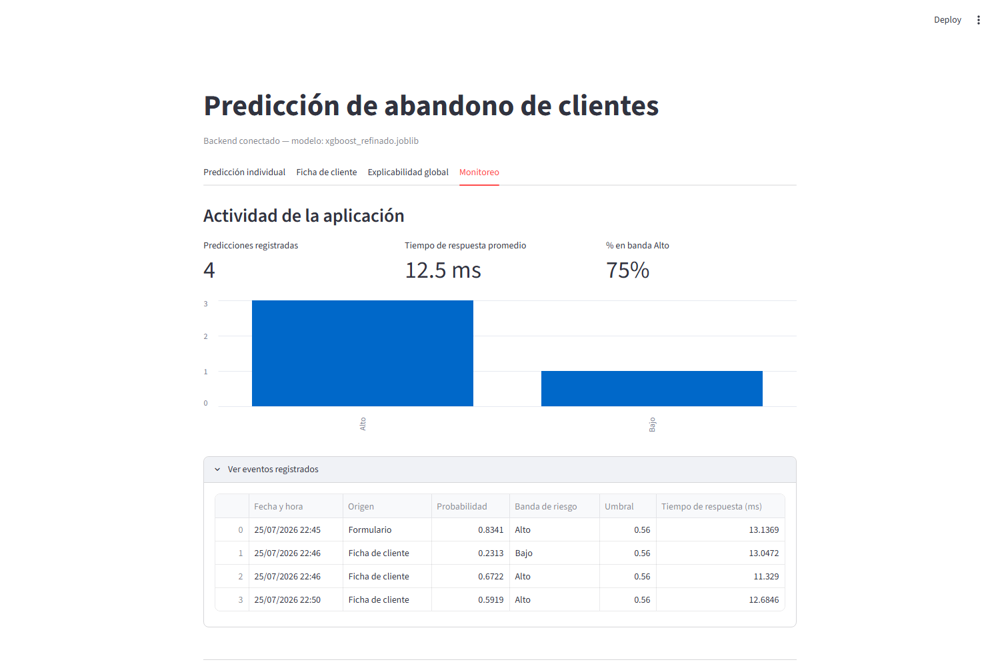 Deploy
Predicción de abandono de clientes
Backend conectado — modelo: xgboost_refinado.joblib
Predicción individual Ficha de cliente Explicabilidad global Monitoreo
Actividad de la aplicación
Predicciones registradas Tiempo de respuesta promedio % en banda Alto
4 12.5 ms 75%
3
2
1
0
Alto Bajo
Ver eventos registrados
Fecha y hora Origen Probabilidad Banda de riesgo Umbral Tiempo de respuesta (ms)
0 25/07/2026 22:45 Formulario 0.8341 Alto 0.56 13.1369
1 25/07/2026 22:46 Ficha de cliente 0.2313 Bajo 0.56 13.0472
2 25/07/2026 22:46 Ficha de cliente 0.6722 Alto 0.56 11.329
3 25/07/2026 22:50 Ficha de cliente 0.5919 Alto 0.56 12.6846